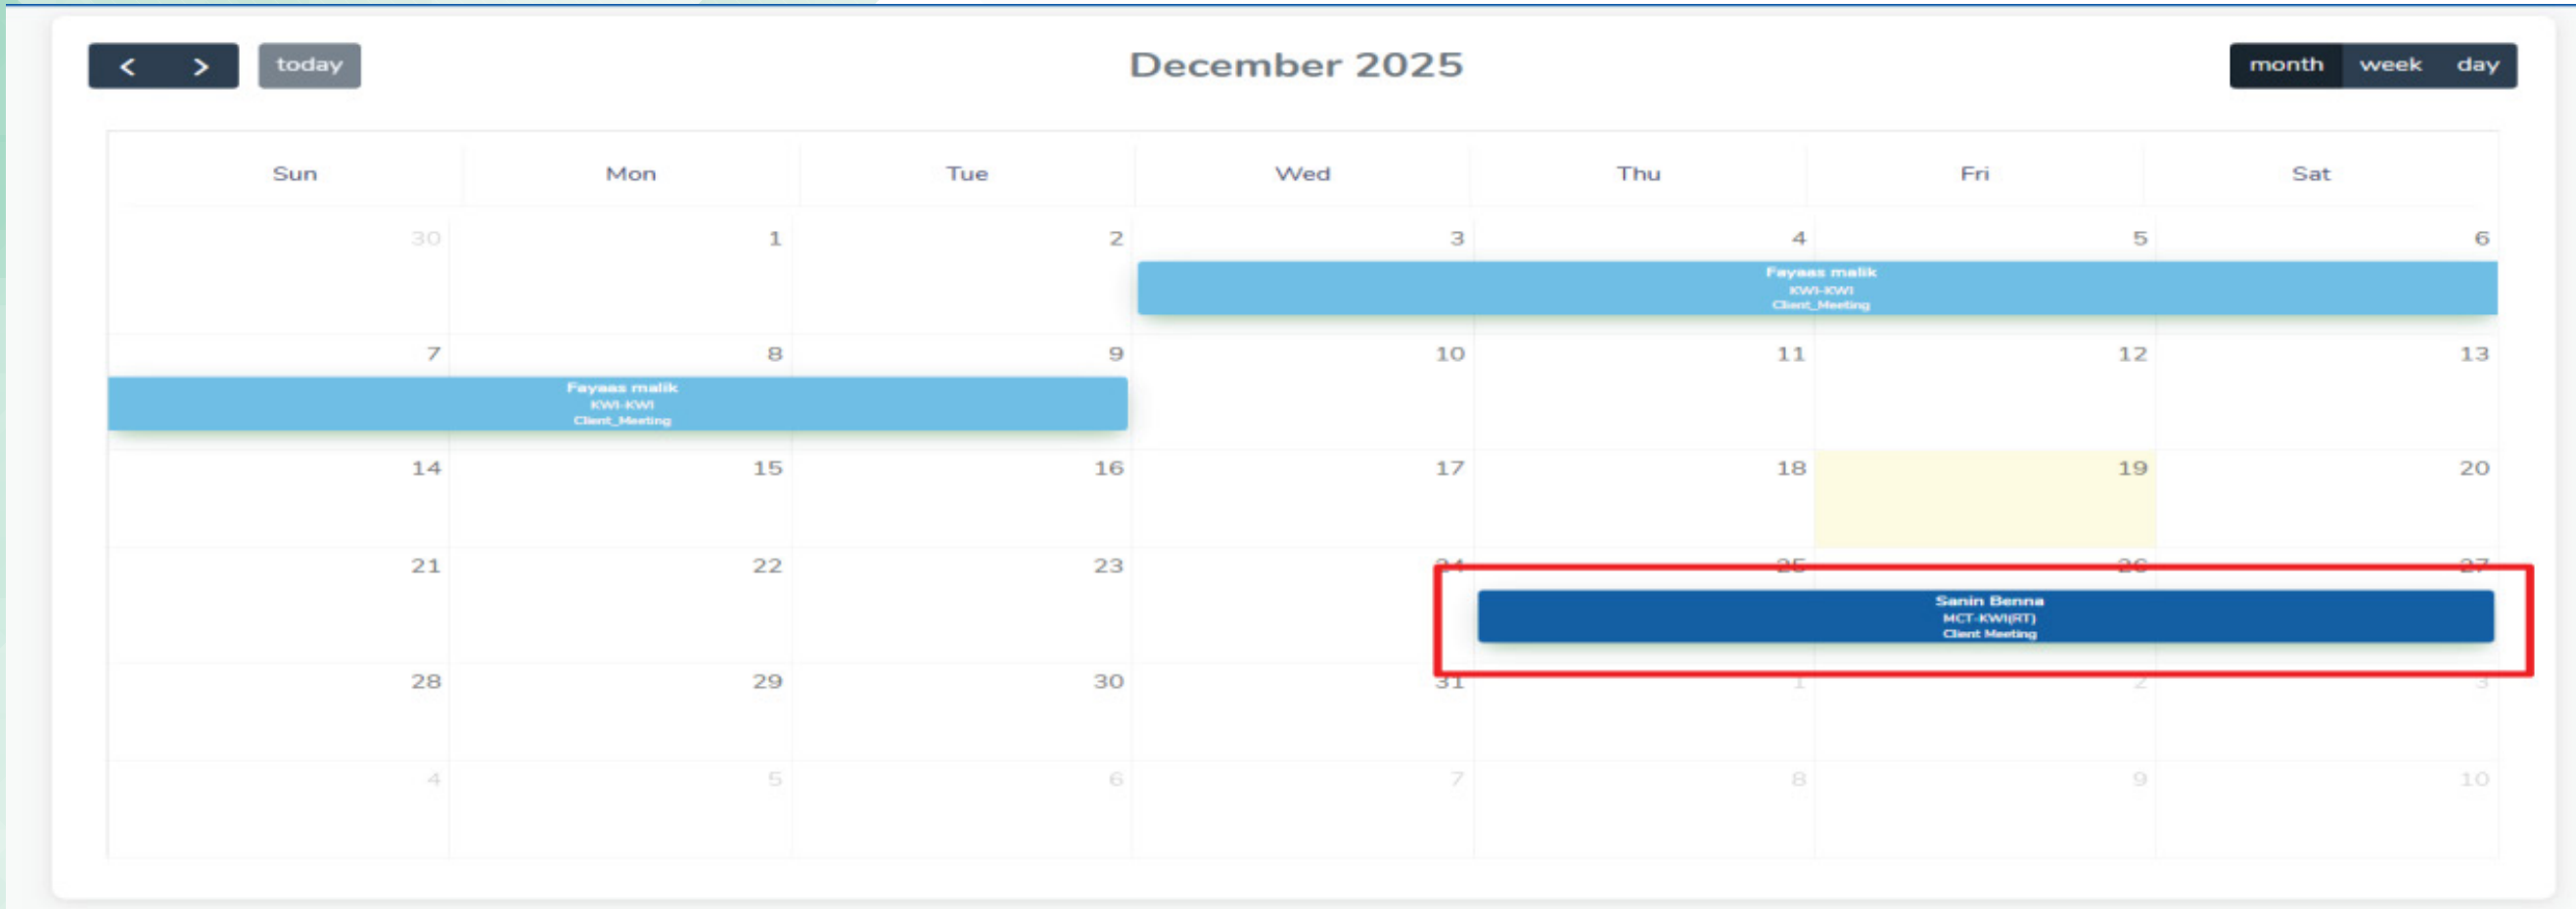 < > today December 2025 month week day
Sun Mon Tue Wed Thu Fri Sat
30 1 2 3 4 5 6
Fayaas malik
KWI-KWI
Client_Meeting
7 8 9 10 11 12 13
Fayaas malik
KWI-KWI
Client_Meeting
14 15 16 17 18 19 20
21 22 23 24 25 26 27
Sanin Benna
MCT-KWI(RT)
Client Meeting
28 29 30 31 1 2 3
4 5 6 7 8 9 10